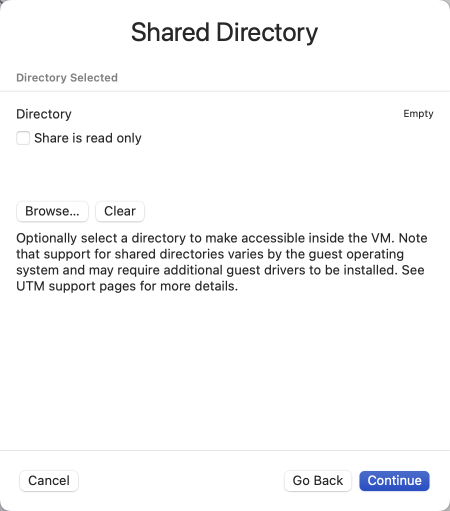 Shared Directory
Directory Selected
Directory
Empty
Share is read only
Browse...
Clear
Optionally select a directory to make accessible inside the VM. Note
that support for shared directories varies by the guest operating
system and may require additional guest drivers to be installed. See
UTM support pages for more details.
Cancel
Go Back
Continue